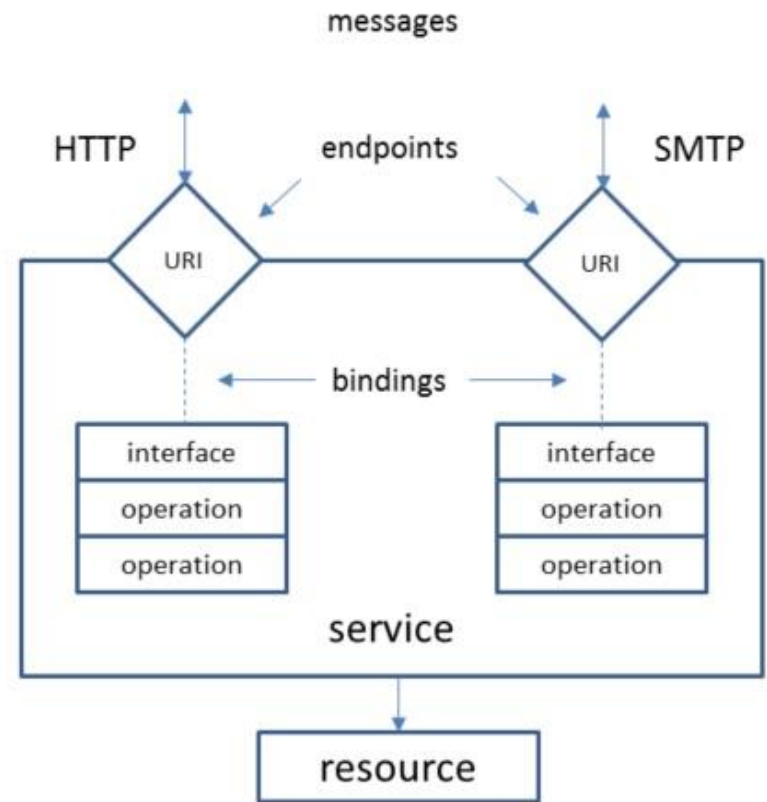 messages
HTTP
endpoints
SMTP
URI
URI
bindings
interface
interface
operation
operation
operation
operation
service
resource